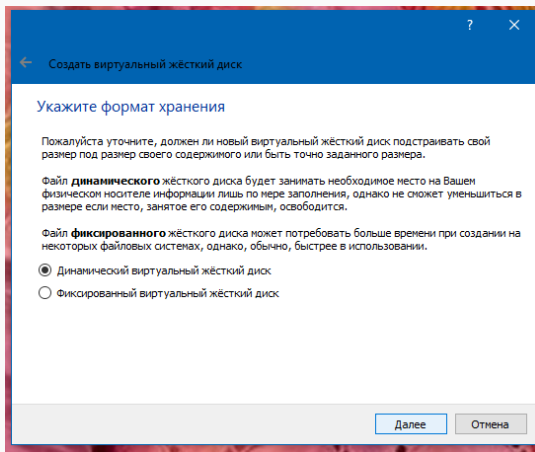 ?
Создать виртуальный жёсткий диск
Укажите формат хранения
Пожалуйста уточните, должен ли новый виртуальный жёсткий диск подстраивать свой
размер под размер своего содержимого или быть точно заданного размера.
Файл динамического жёсткого диска будет занимать необходимое место на Вашем
физическом носителе информации лишь по мере заполнения, однако не сможет уменьшиться в
размере если место, занятое его содержимым, освободится.
Файл фиксированного жёсткого диска может потребовать больше времени при создании на
некоторых файловых системах, однако, обычно, быстрее в использовании.
Динамический виртуальный жёсткий диск
Фиксированный виртуальный жёсткий диск
Далее Отмена